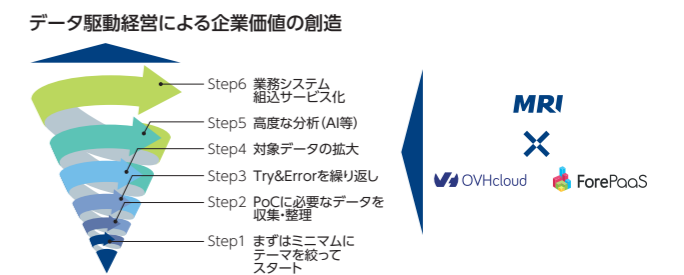 データ駆動経営による企業価値の創造
Step6 業務システム
組込サービス化
Step5 高度な分析(AI等)
Step4 対象データの拡大
Step3 Try&Errorを繰り返し
Step2 PoCに必要なデータを
収集・整理
Step1 まずはミニマムに
テーマを絞って
スタート
MRI
OVHcloud
ForePaaS